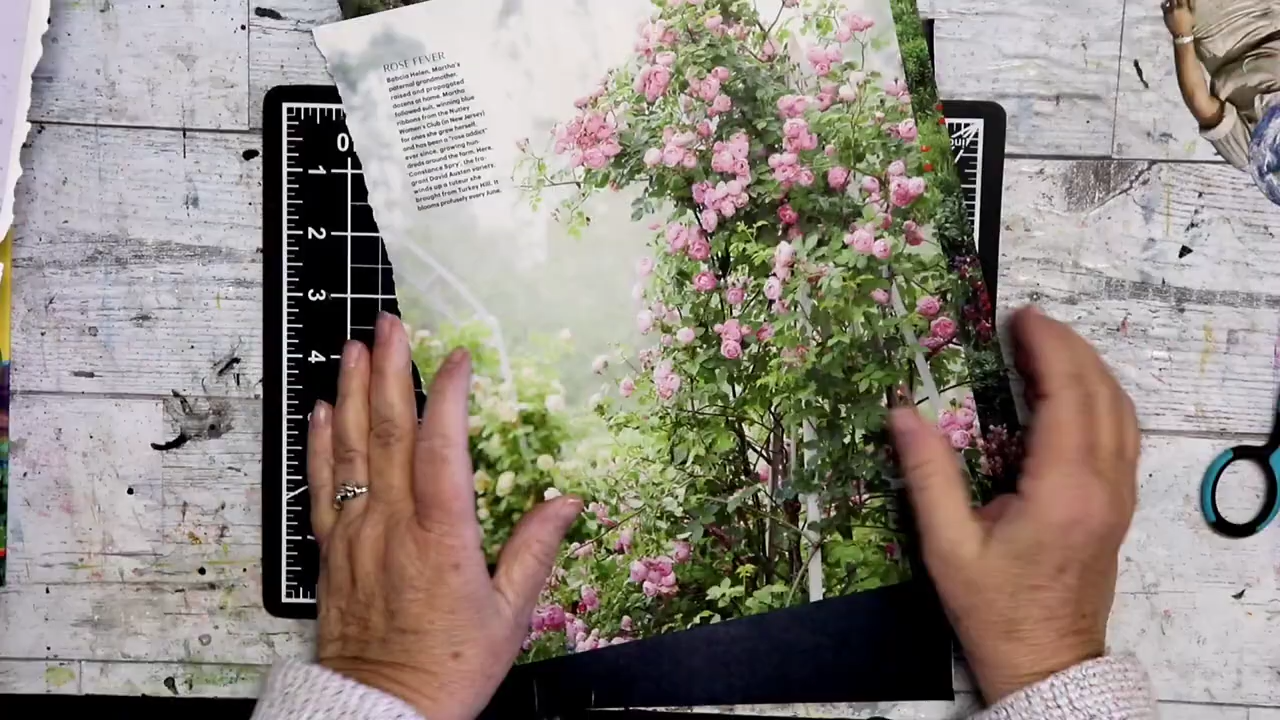 ROSE FEVER
Babcia Helen, Martha's
paternal grandmother,
raised and propagated
dozens at home. Martha
followed suit, winning blue
ribbons from the Nutley
Women's Club (in New Jersey)
for ones she grew herself,
and has been a "rose addict"
ever since, growing hun-
dreds around the farm. Here,
'Constance Spry', the fra-
grant David Austen variety,
winds up a tuteur she
brought from Turkey Hill. It
blooms profusely every June.
0
1
2
3
4